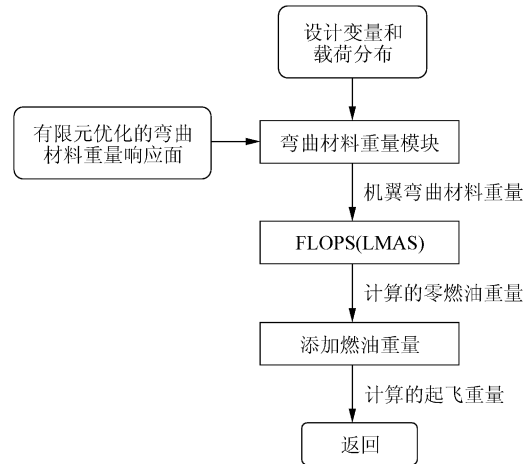 设计变量和
载荷分布
有限元优化的弯曲
材料重量响应面
弯曲材料重量模块
机翼弯曲材料重量
FLOPS(LMAS)
计算的零燃油重量
添加燃油重量
计算的起飞重量
返回